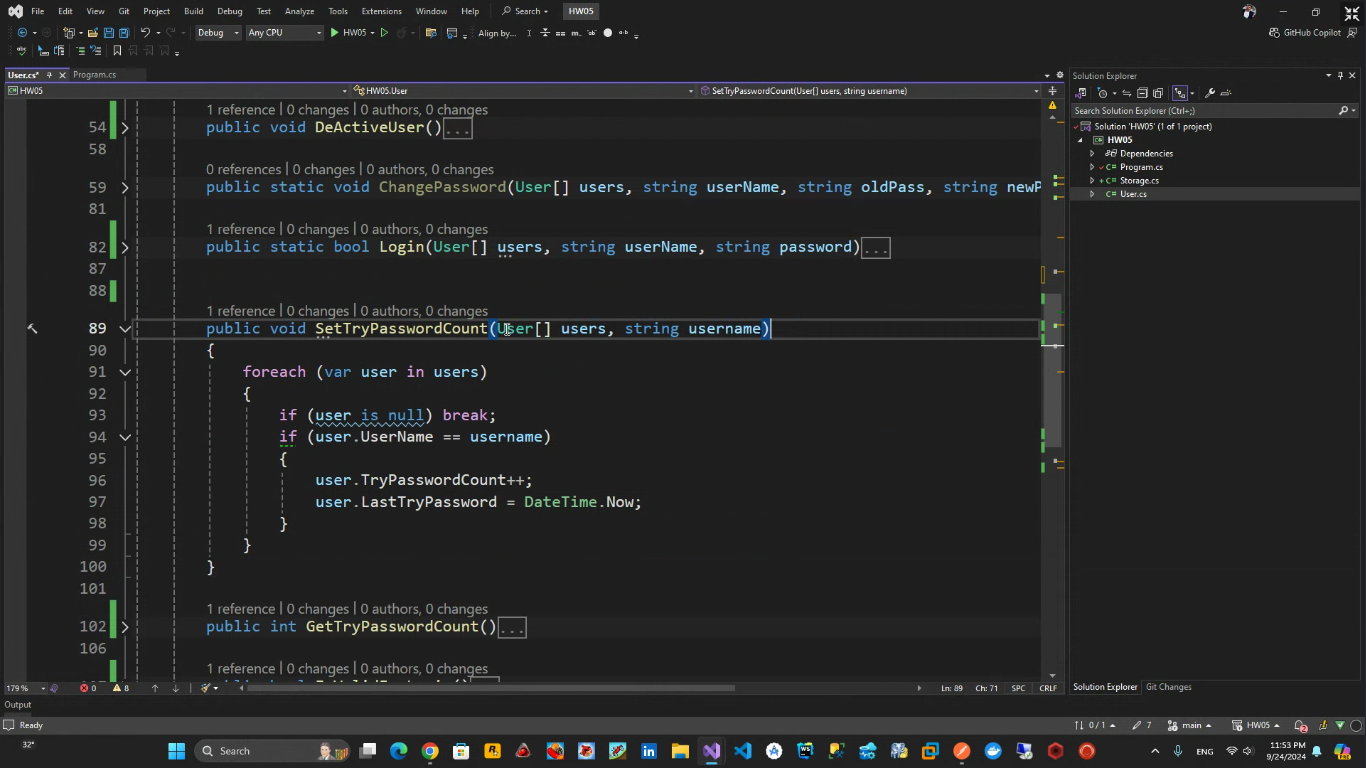 File Edit View Git Project Build Debug Test Analyze Tools Extensions Window Help Search HW05
Debug Any CPU HW05 Align by... GitHub Copilot
User.cs* Program.cs
HW05 HW05.User SetTryPasswordCount(User[] users, string username)
1 reference | 0 changes | 0 authors, 0 changes
54 public void DeActiveUser()...
58
0 references | 0 changes | 0 authors, 0 changes
59 public static void ChangePassword(User[] users, string userName, string oldPass, string newP
81
1 reference | 0 changes | 0 authors, 0 changes
82 public static bool Login(User[] users, string userName, string password)...
87
88
1 reference | 0 changes | 0 authors, 0 changes
89 public void SetTryPasswordCount(User[] users, string username)
90 {
91 foreach (var user in users)
92 {
93 if (user is null) break;
94 if (user.UserName == username)
95 {
96 user.TryPasswordCount++;
97 user.LastTryPassword = DateTime.Now;
98 }
99 }
100 }
101
1 reference | 0 changes | 0 authors, 0 changes
102 public int GetTryPasswordCount()...
106
1 reference | 0 changes | 0 authors, 0 changes
179 % 0 8 Ln: 89 Ch: 71 SPC CRLF
Solution Explorer
Search Solution Explorer (Ctrl+;)
Solution 'HW05' (1 of 1 project)
HW05
Dependencies
Program.cs
Storage.cs
User.cs
Solution Explorer Git Changes
Output
Ready 0 / 1 7 main HW05 2
32° Search ENG 11:53 PM
9/24/2024